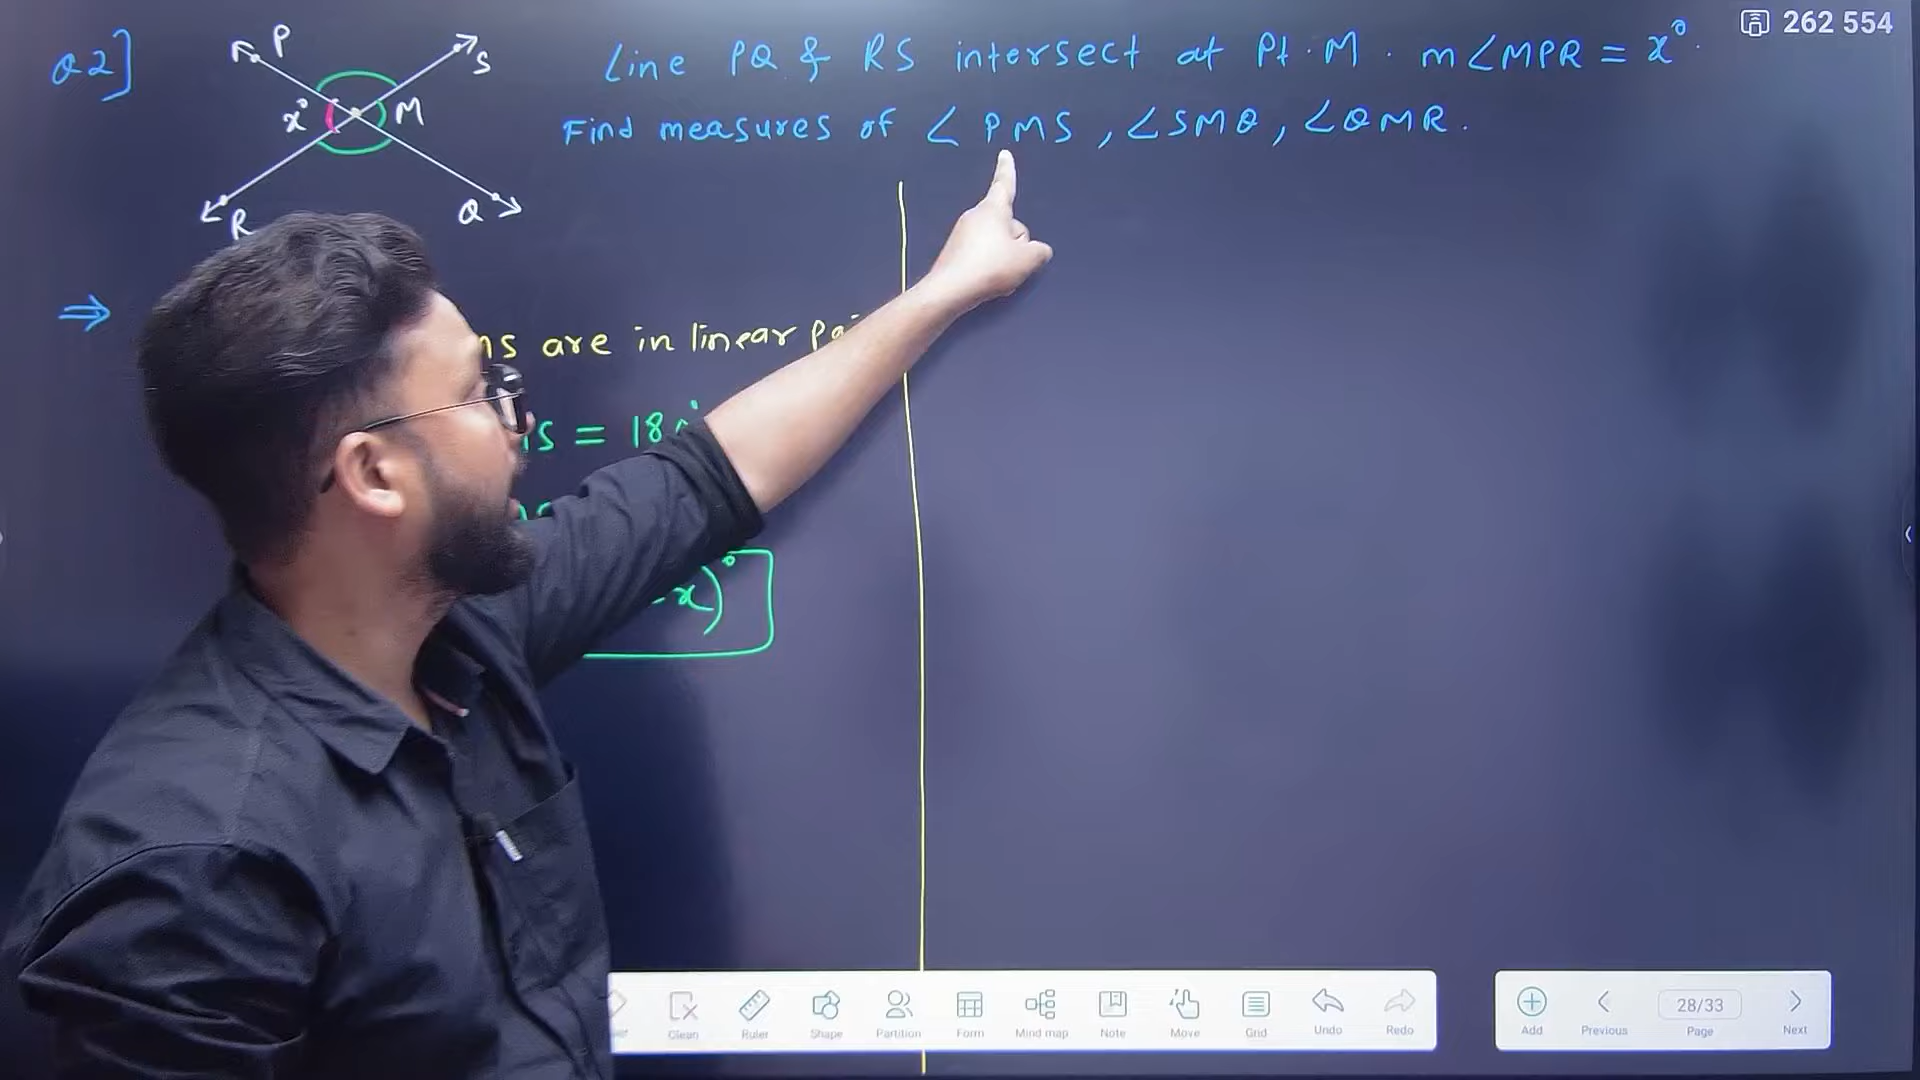 262 554
Q2]
P
S
x°
M
R
Q
Line PQ & RS intersect at Pt. M. m∠MPR = x°.
Find measures of ∠PMS, ∠SMQ, ∠QMR.
⇒
are in linear
S = 18
-x)°
Clean Ruler Shape Partition Form Mind map Note Move Grid Undo Redo
Add Previous 28/33 Page Next